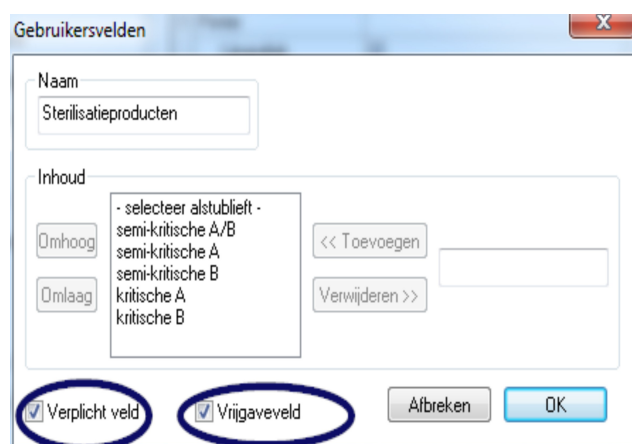 Gebruikersvelden
X
Naam
Sterilisatieproducten
Inhoud
- selecteer alstublieft -
semi-kritische A/B
semi-kritische A
semi-kritische B
kritische A
kritische B
Omhoog
Omlaag
<< Toevoegen
Verwijderen >>
Verplicht veld
Vrijgaveveld
Afbreken
OK